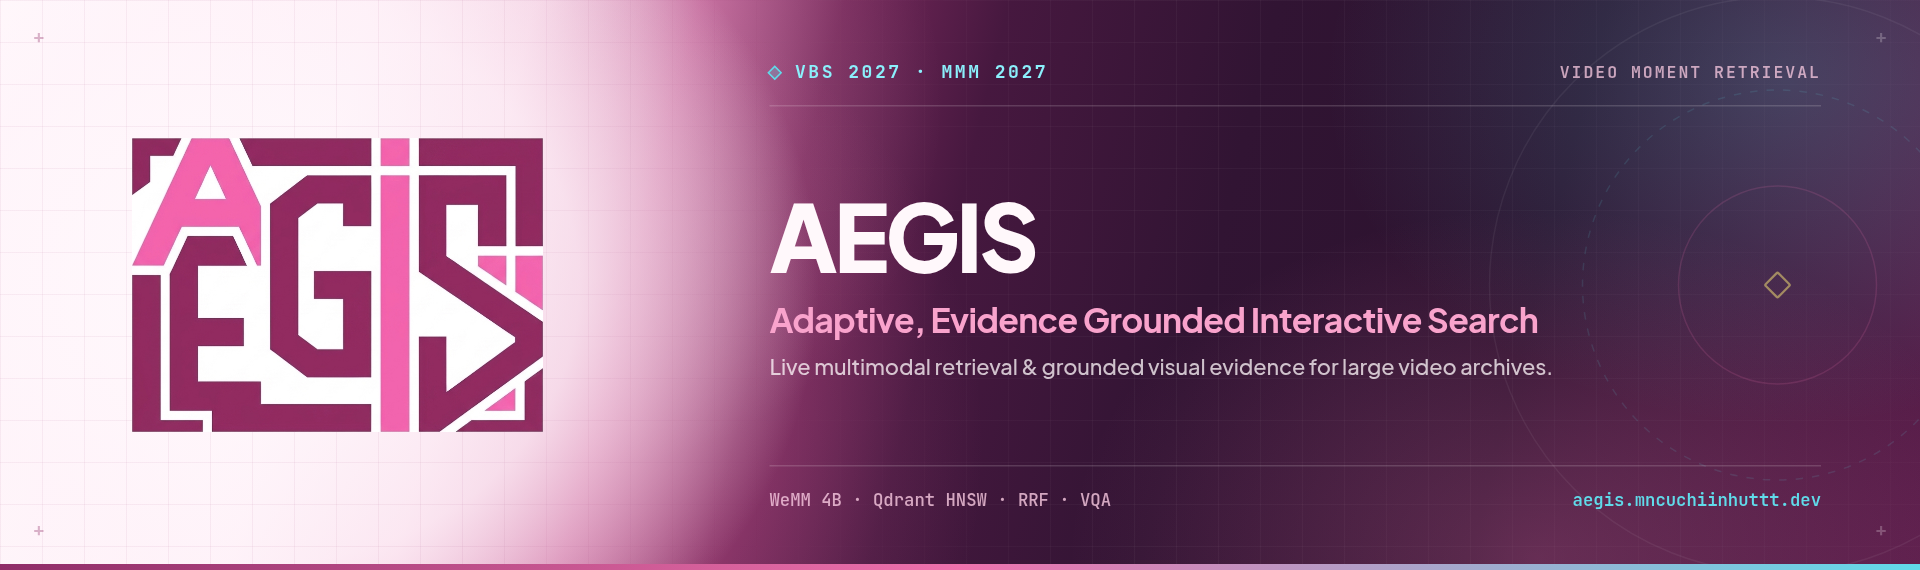 AEGIS
VBS 2027 · MMM 2027
VIDEO MOMENT RETRIEVAL
AEGIS
Adaptive, Evidence Grounded Interactive Search
Live multimodal retrieval & grounded visual evidence for large video archives.
WeMM 4B · Qdrant HNSW · RRF · VQA
aegis.mncuchiinhuttt.dev